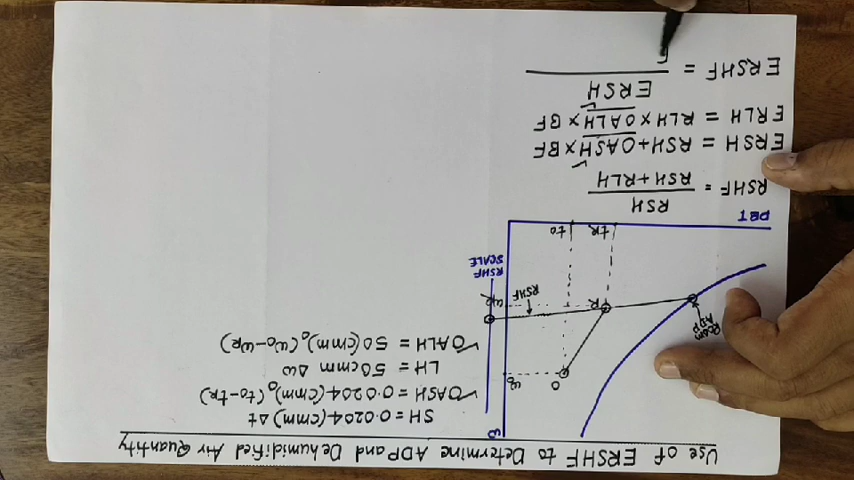 USE OF ERSHF to Determine ADP and Dehumidified Air Quantity
SH = 0.0204 (cmm) Δt
✓OASH = 0.0204 (cmm)o (to-tR)
LH = 50 cmm Δω
✓OALH = 50 (cmm)o (ωo-ωR)
ω
O
ωo
Room
ADP
R
RSHF
ωR
RSHF
SCALE
tR
to
DBT
RSHF = RSH
RSH + RLH
ERSH = RSH + OASH × BF
ERLH = RLH × OALH × BF
ERSHF = ERSH